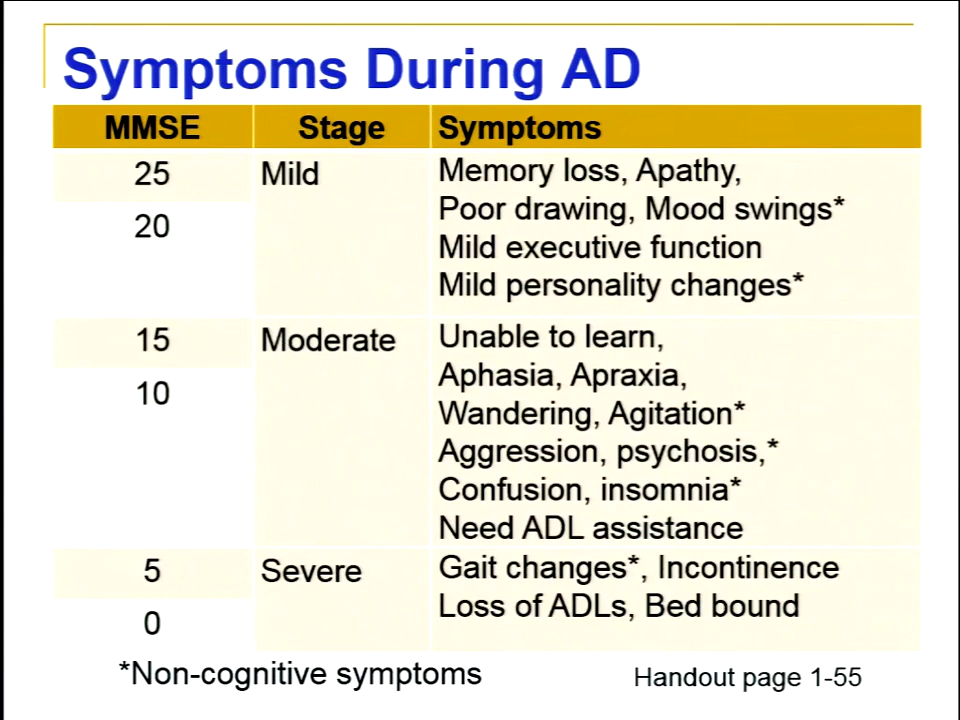 Symptoms During AD
MMSE Stage Symptoms
25 Mild Memory loss, Apathy,
20 Poor drawing, Mood swings*
Mild executive function
Mild personality changes*
15 Moderate Unable to learn,
10 Aphasia, Apraxia,
Wandering, Agitation*
Aggression, psychosis,*
Confusion, insomnia*
Need ADL assistance
5 Severe Gait changes*, Incontinence
0 Loss of ADLs, Bed bound
*Non-cognitive symptoms
Handout page 1-55